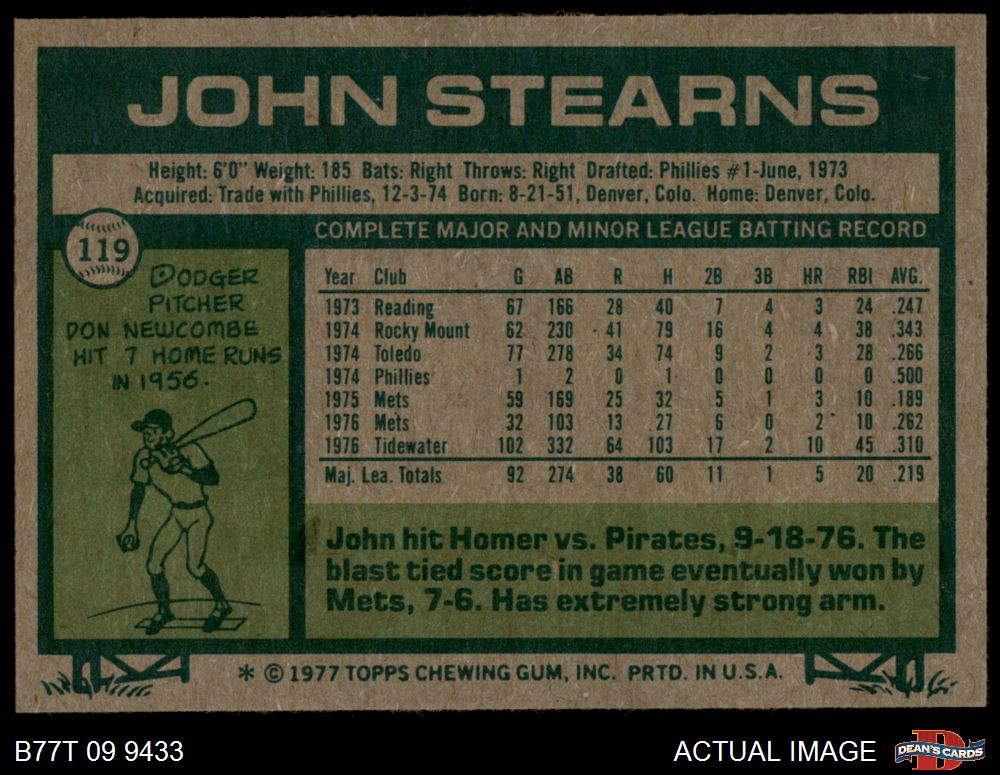 JOHN STEARNS
Height: 6'0" Weight: 185 Bats: Right Throws: Right Drafted: Phillies #1-June, 1973
Acquired: Trade with Phillies, 12-3-74 Born: 8-21-51, Denver, Colo. Home: Denver, Colo.
119
DODGER
PITCHER
DON NEWCOMBE
HIT 7 HOME RUNS
IN 1956.
COMPLETE MAJOR AND MINOR LEAGUE BATTING RECORD
Year Club G AB R H 2B 3B HR RBI AVG.
1973 Reading 67 166 28 40 7 4 3 24 .247
1974 Rocky Mount 62 230 41 79 16 4 4 38 .343
1974 Toledo 77 278 34 74 9 2 3 28 .266
1974 Phillies 1 2 0 1 0 0 0 0 .500
1975 Mets 59 169 25 32 5 1 3 10 .189
1976 Mets 32 103 13 27 6 0 2 10 .262
1976 Tidewater 102 332 64 103 17 2 10 45 .310
Maj. Lea. Totals 92 274 38 60 11 1 5 20 .219
John hit Homer vs. Pirates, 9-18-76. The
blast tied score in game eventually won by
Mets, 7-6. Has extremely strong arm.
* © 1977 TOPPS CHEWING GUM, INC. PRTD. IN U.S.A.
B77T 09 9433
ACTUAL IMAGE
DEAN'S CARDS